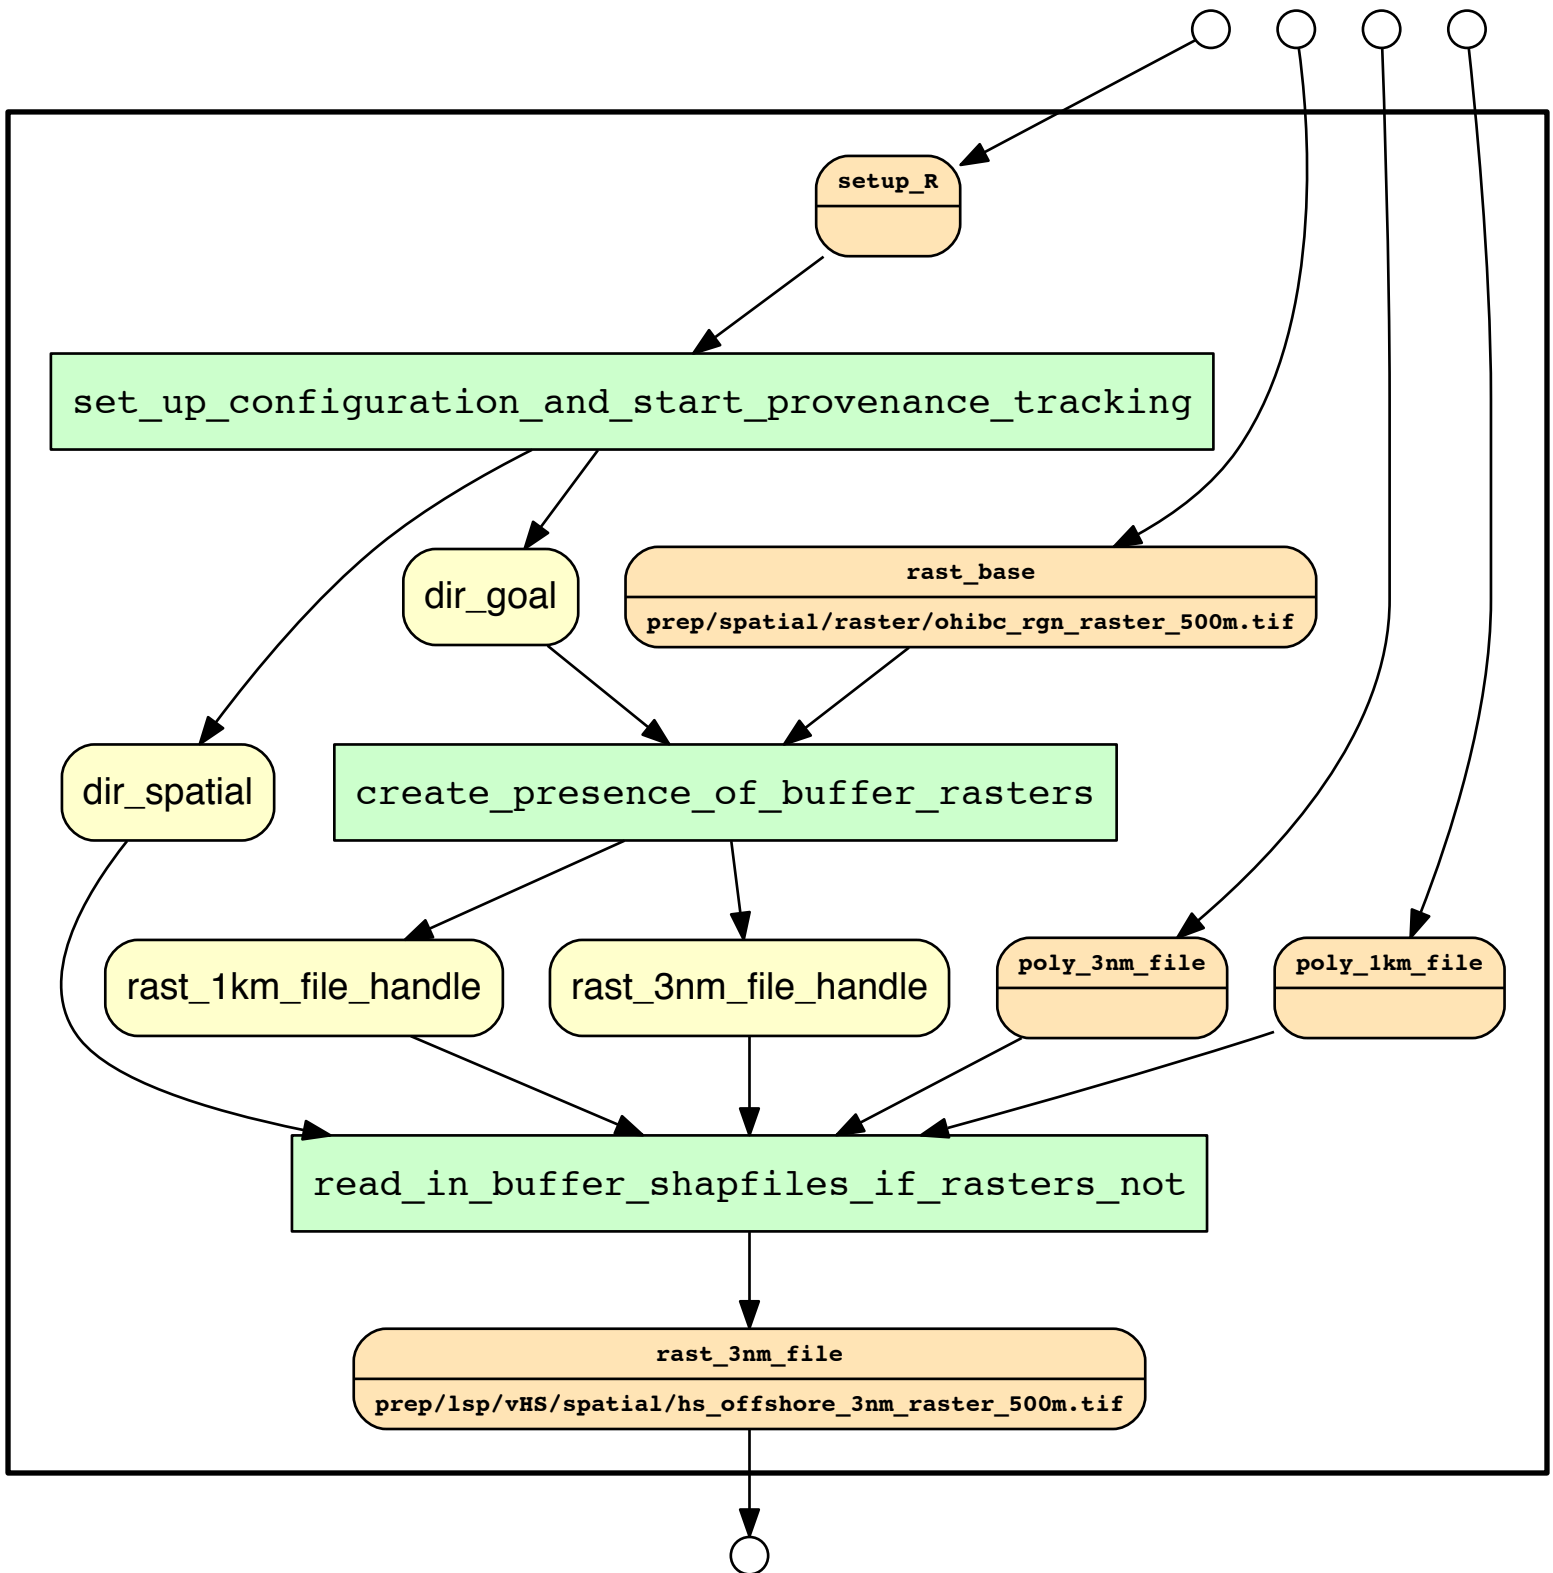 setup_R
set_up_configuration_and_start_provenance_tracking
dir_goal
rast_base
prep/spatial/raster/ohibc_rgn_raster_500m.tif
dir_spatial
create_presence_of_buffer_rasters
rast_1km_file_handle
rast_3nm_file_handle
poly_3nm_file
poly_1km_file
read_in_buffer_shapfiles_if_rasters_not
rast_3nm_file
prep/lsp/vHS/spatial/hs_offshore_3nm_raster_500m.tif